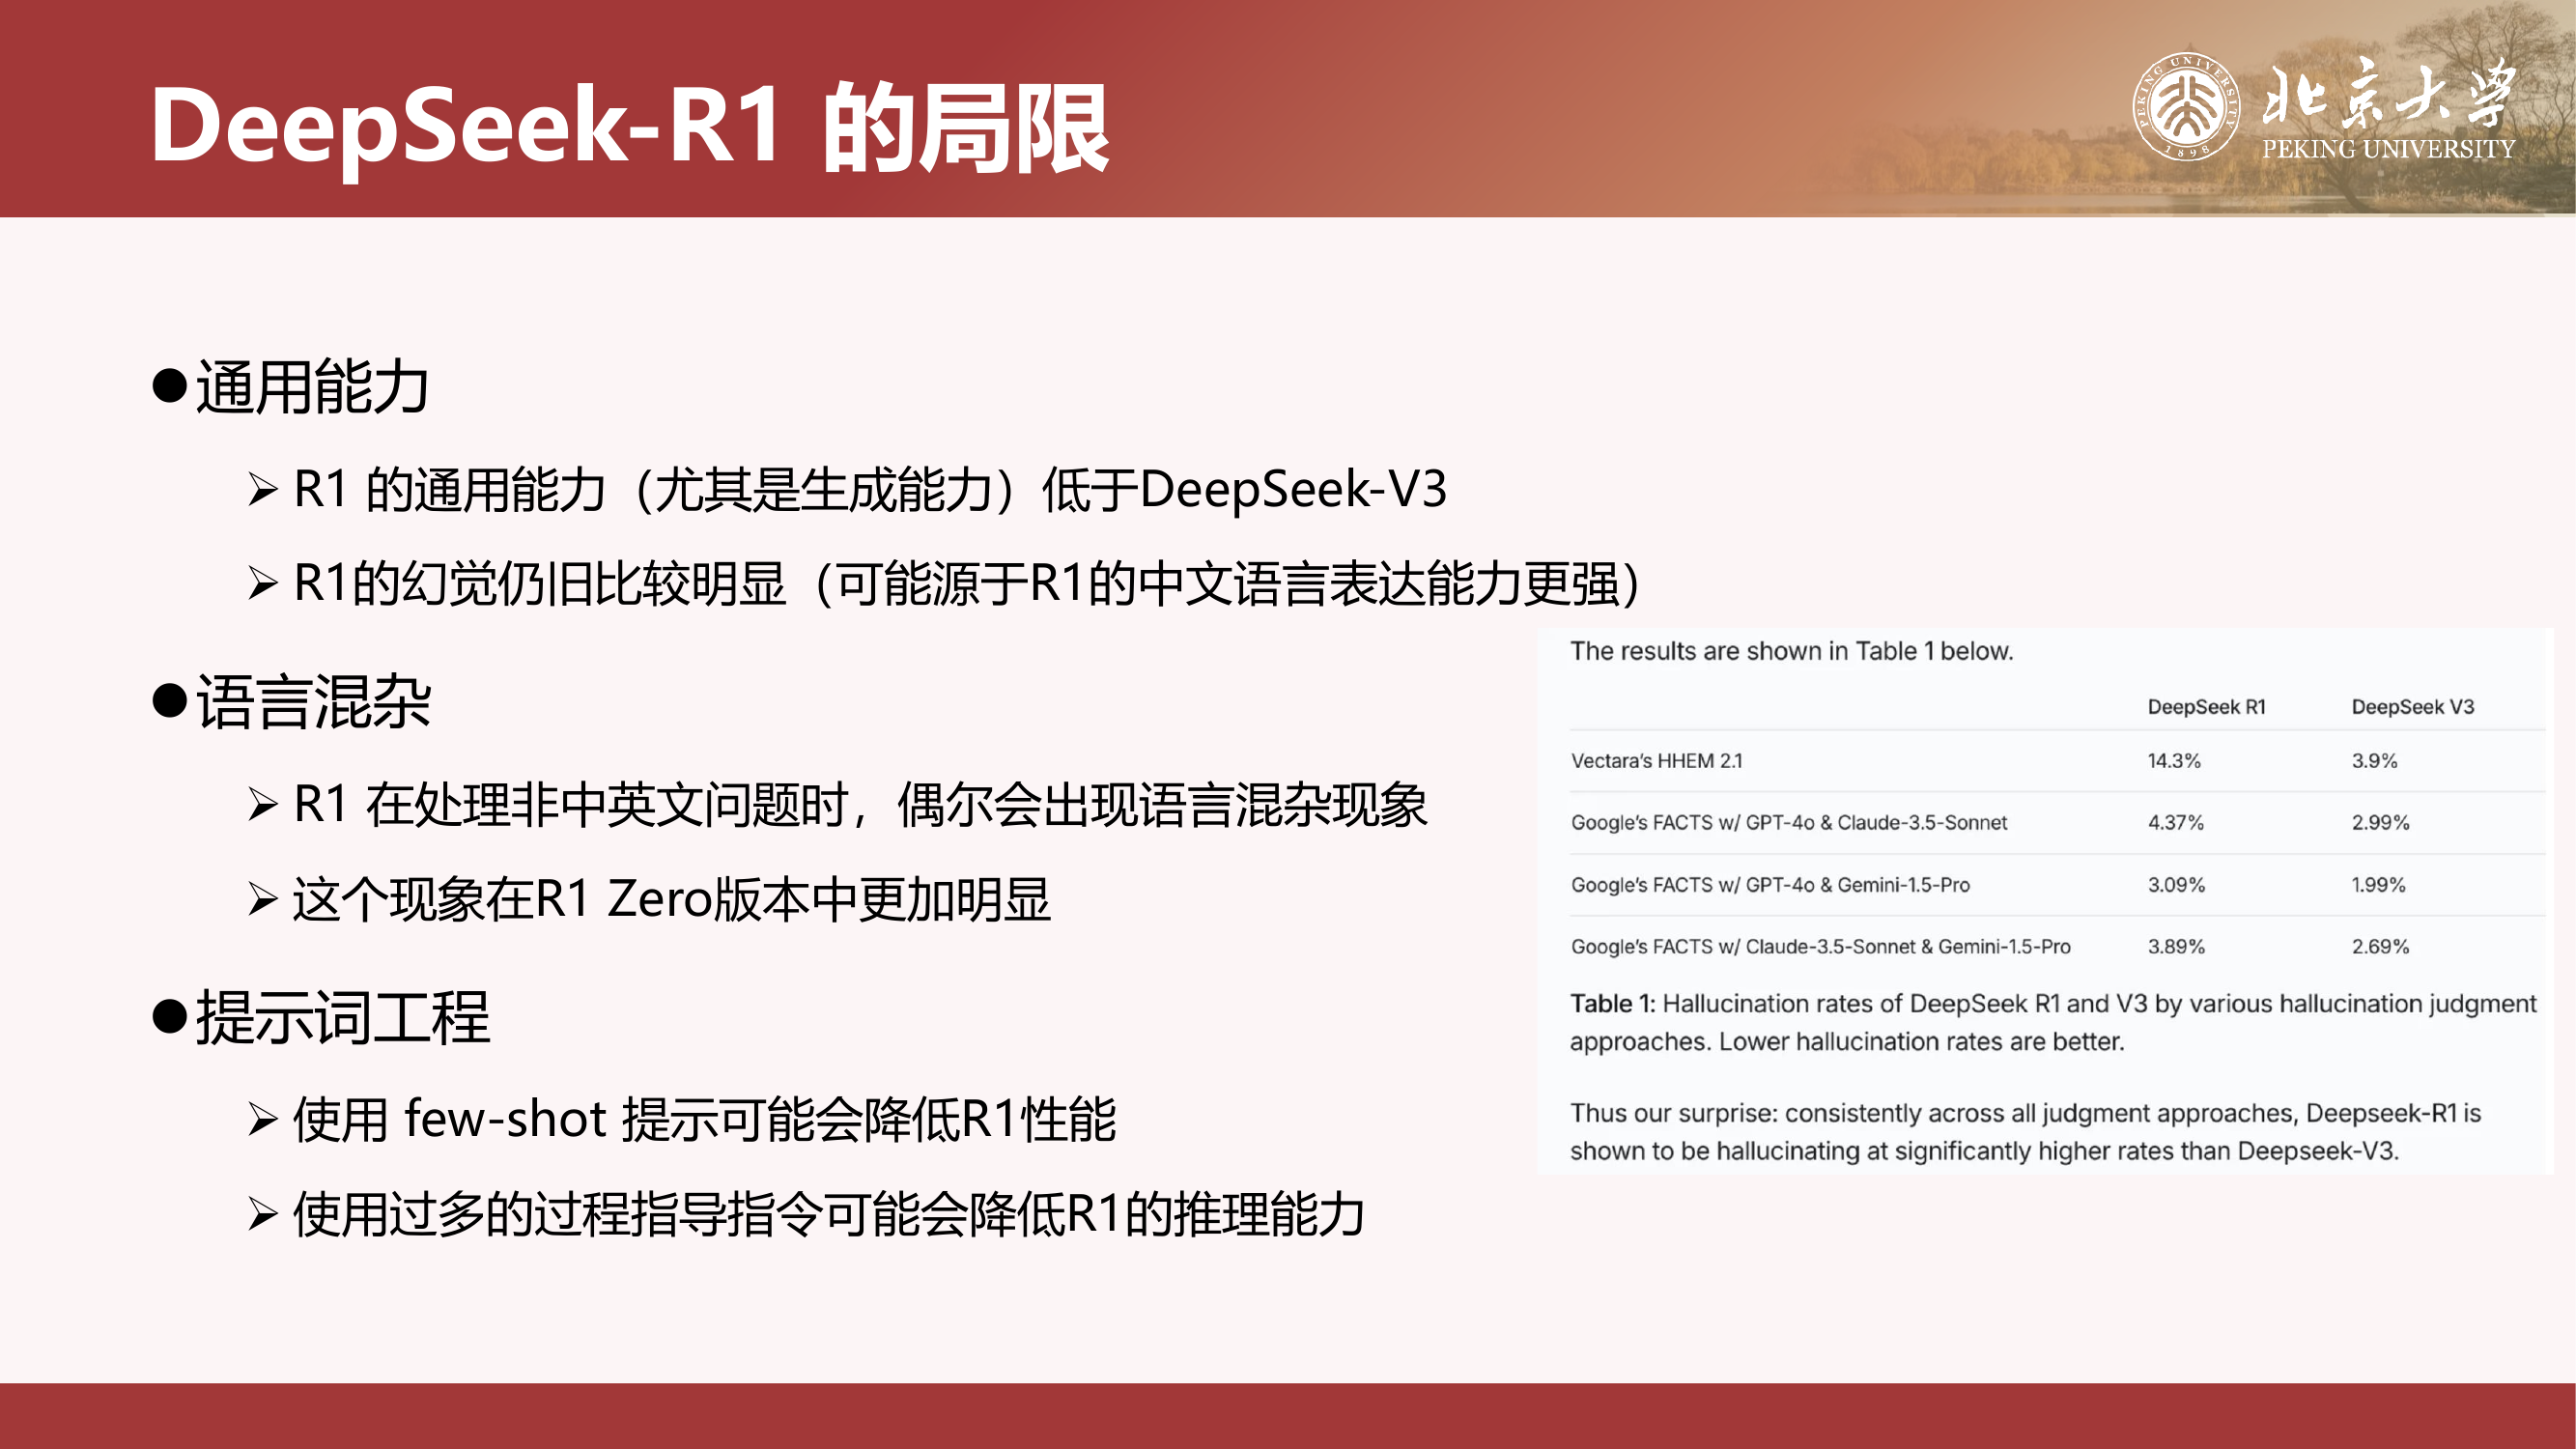 DeepSeek-R1 的局限
PEKING UNIVERSITY
1898
北京大学
PEKING UNIVERSITY
●通用能力
➢ R1 的通用能力（尤其是生成能力）低于DeepSeek-V3
➢ R1的幻觉仍旧比较明显（可能源于R1的中文语言表达能力更强）
●语言混杂
➢ R1 在处理非中英文问题时，偶尔会出现语言混杂现象
➢ 这个现象在R1 Zero版本中更加明显
●提示词工程
➢ 使用 few-shot 提示可能会降低R1性能
➢ 使用过多的过程指导指令可能会降低R1的推理能力
The results are shown in Table 1 below.
DeepSeek R1 DeepSeek V3
Vectara’s HHEM 2.1 14.3% 3.9%
Google’s FACTS w/ GPT-4o & Claude-3.5-Sonnet 4.37% 2.99%
Google’s FACTS w/ GPT-4o & Gemini-1.5-Pro 3.09% 1.99%
Google’s FACTS w/ Claude-3.5-Sonnet & Gemini-1.5-Pro 3.89% 2.69%
Table 1: Hallucination rates of DeepSeek R1 and V3 by various hallucination judgment
approaches. Lower hallucination rates are better.
Thus our surprise: consistently across all judgment approaches, Deepseek-R1 is
shown to be hallucinating at significantly higher rates than Deepseek-V3.